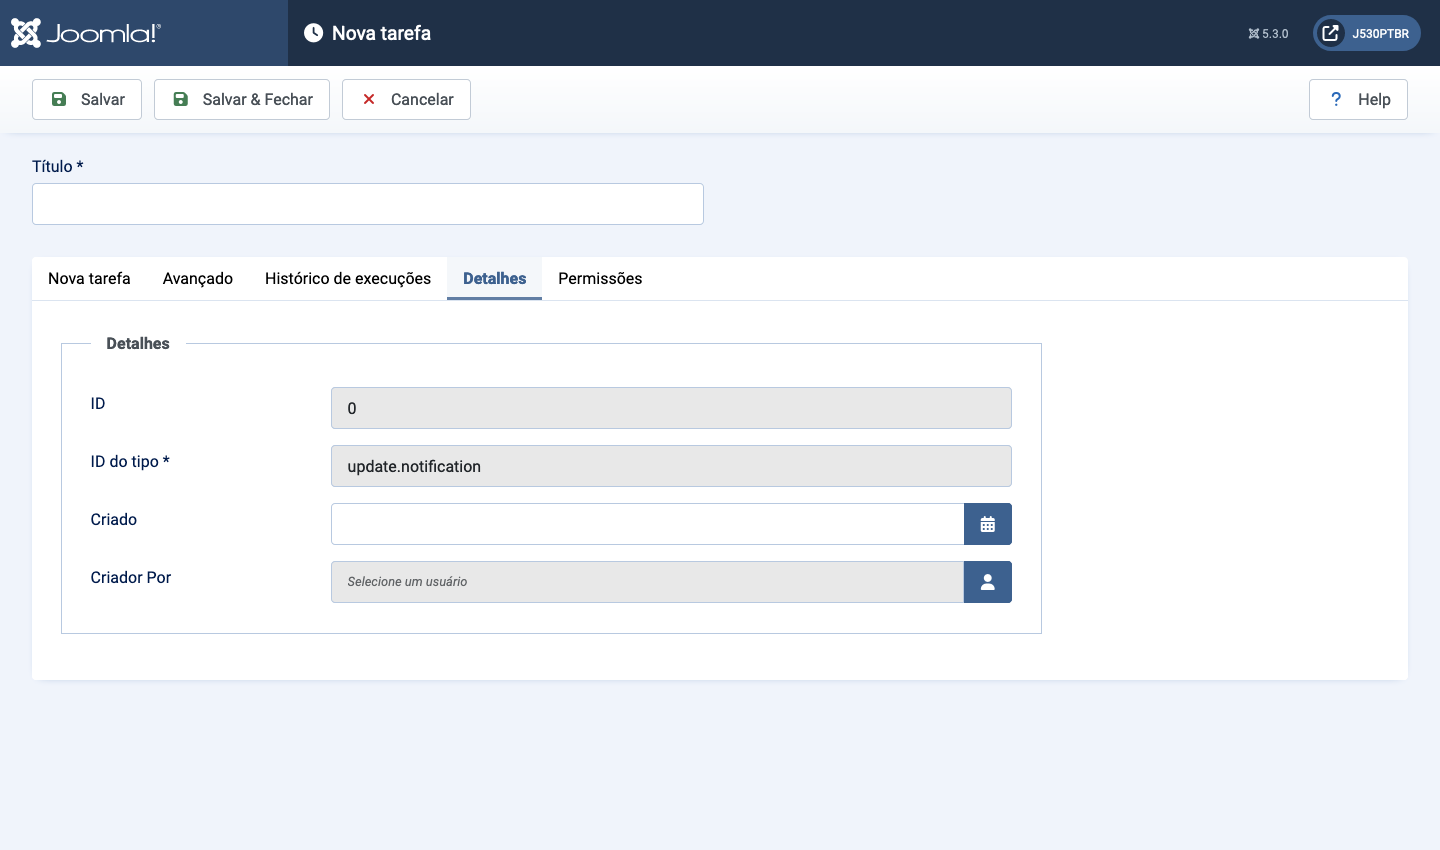 Joomla!®
Nova tarefa
5.3.0
J530PTBR
Salvar
Salvar & Fechar
Cancelar
? Help
Título *
Nova tarefa
Avançado
Histórico de execuções
Detalhes
Permissões
Detalhes
ID
0
ID do tipo *
update.notification
Criado
Criador Por
Selecione um usuário